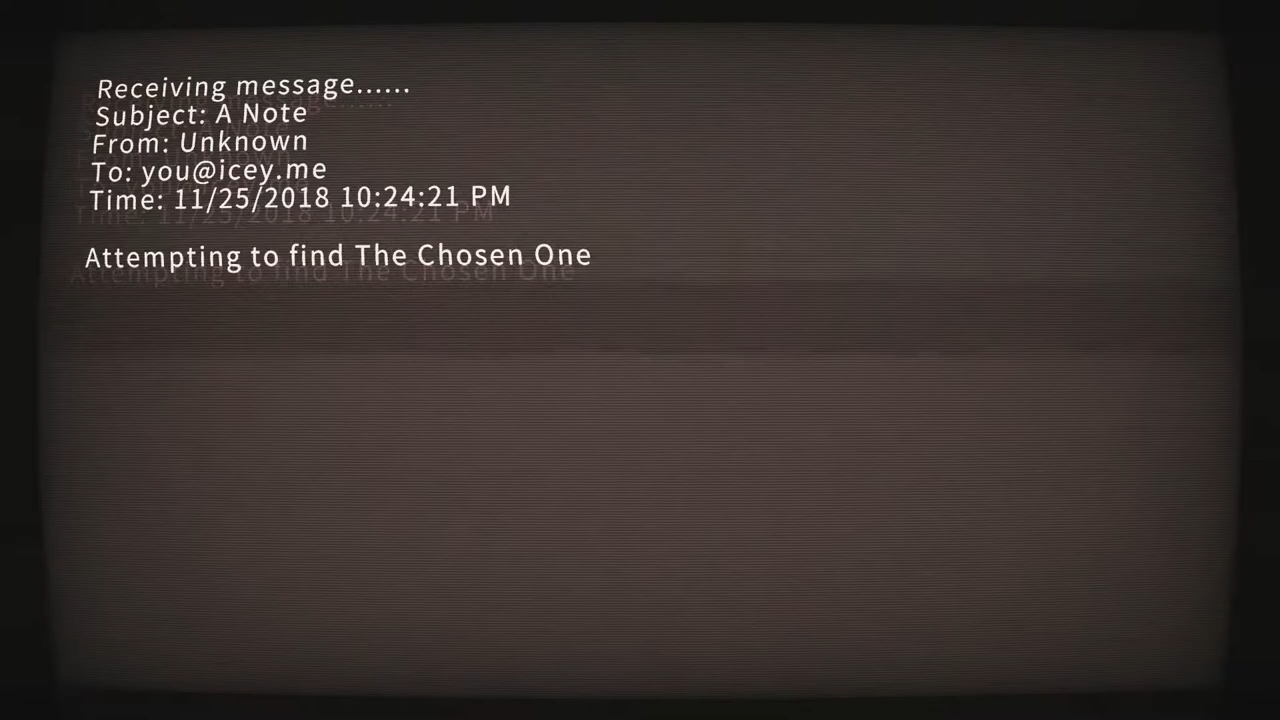 Receiving message......
Subject: A Note
From: Unknown
To: you@icey.me
Time: 11/25/2018 10:24:21 PM
Attempting to find The Chosen One